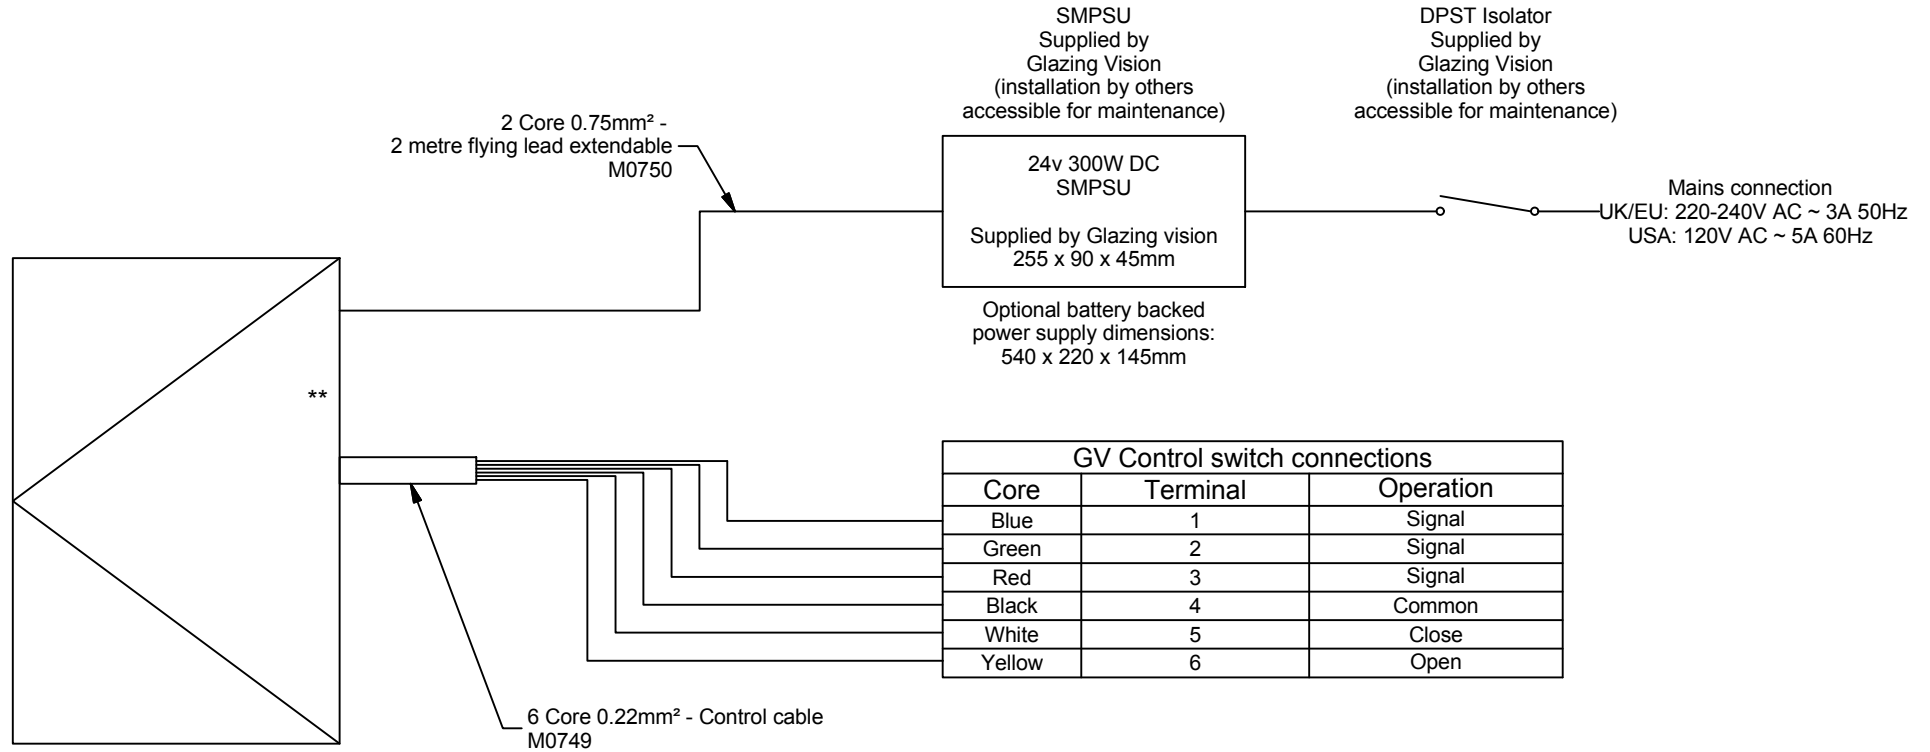 SMPSU
Supplied by
Glazing Vision
(installation by others
accessible for maintenance)
DPST Isolator
Supplied by
Glazing Vision
(installation by others
accessible for maintenance)
2 Core 0.75mm² -
2 metre flying lead extendable
M0750
24v 300W DC
SMPSU
Supplied by Glazing vision
255 x 90 x 45mm
Mains connection
UK/EU: 220-240V AC ~ 3A 50Hz
USA: 120V AC ~ 5A 60Hz
Optional battery backed
power supply dimensions:
540 x 220 x 145mm
**
GV Control switch connections
Core Terminal Operation
Blue 1 Signal
Green 2 Signal
Red 3 Signal
Black 4 Common
White 5 Close
Yellow 6 Open
6 Core 0.22mm² - Control cable
M0749